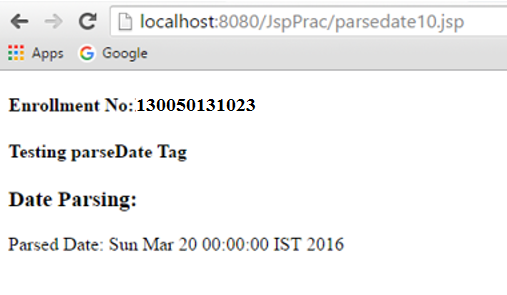 localhost:8080/JspPrac/parsedate10.jsp
Apps Google
Enrollment No:130050131023
Testing parseDate Tag
Date Parsing:
Parsed Date: Sun Mar 20 00:00:00 IST 2016